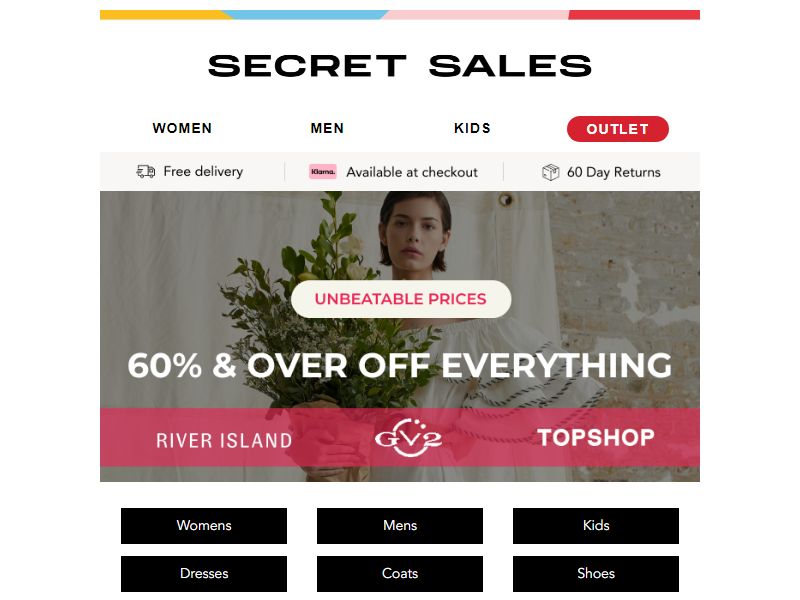 SECRET SALES
WOMEN MEN KIDS OUTLET
Free delivery Klarna. Available at checkout 60 Day Returns
UNBEATABLE PRICES
60% & OVER OFF EVERYTHING
RIVER ISLAND GV2 TOPSHOP
Womens Mens Kids
Dresses Coats Shoes